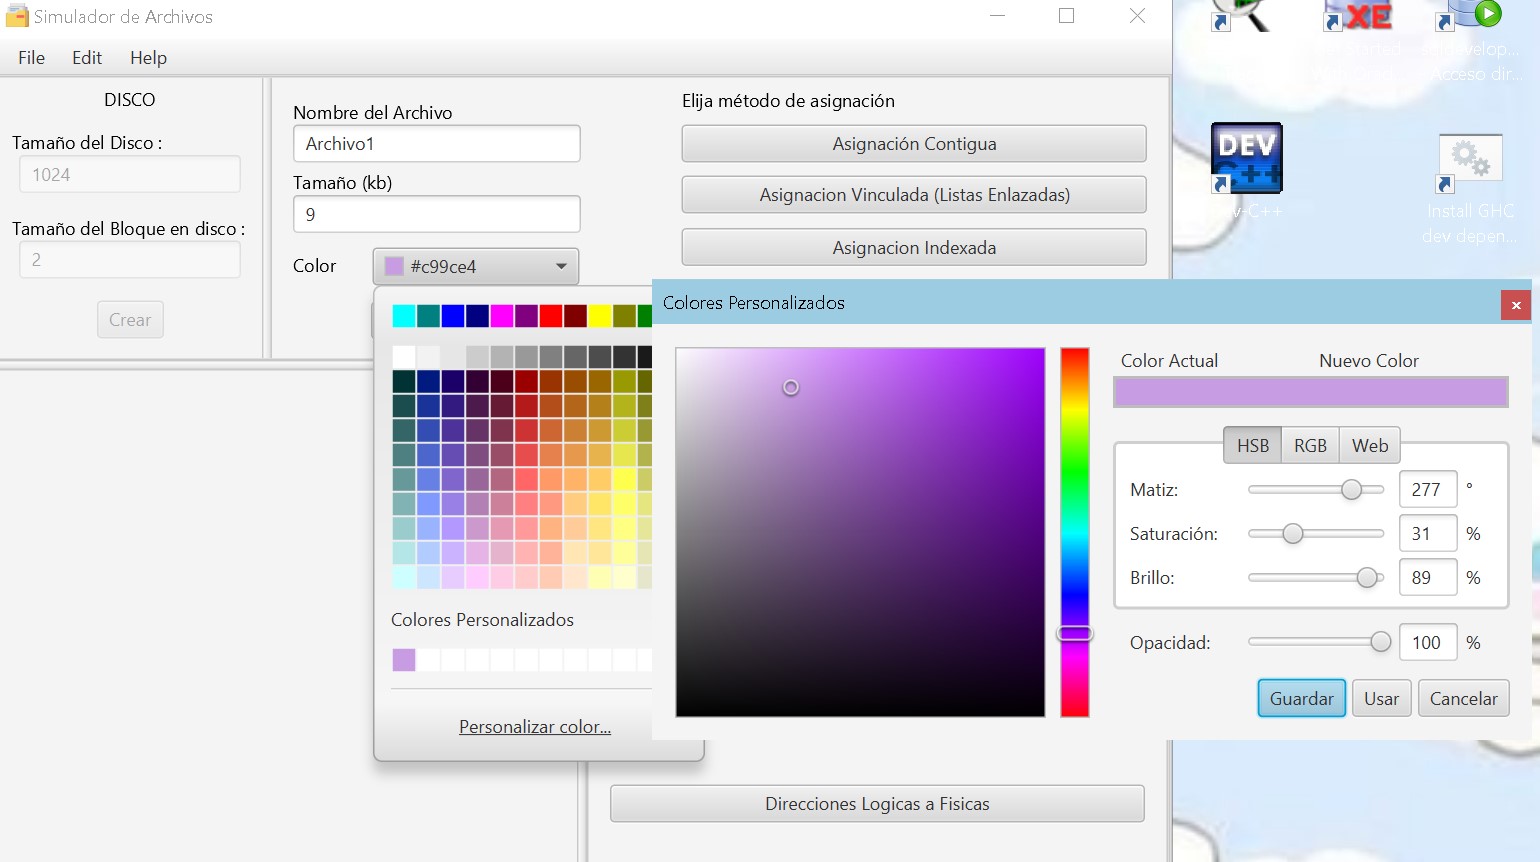 Simulador de Archivos
File Edit Help
DISCO
Tamaño del Disco :
1024
Tamaño del Bloque en disco :
2
Crear
Nombre del Archivo
Archivo1
Tamaño (kb)
9
Color #c99ce4
Elija método de asignación
Asignación Contigua
Asignacion Vinculada (Listas Enlazadas)
Asignacion Indexada
Colores Personalizados
Personalizar color...
Colores Personalizados
x
Color Actual Nuevo Color
HSB RGB Web
Matiz: 277 °
Saturación: 31 %
Brillo: 89 %
Opacidad: 100 %
Guardar Usar Cancelar
Direcciones Logicas a Fisicas
XE
Acceso dir...
DEV
C++
Install GHC
dev depen...